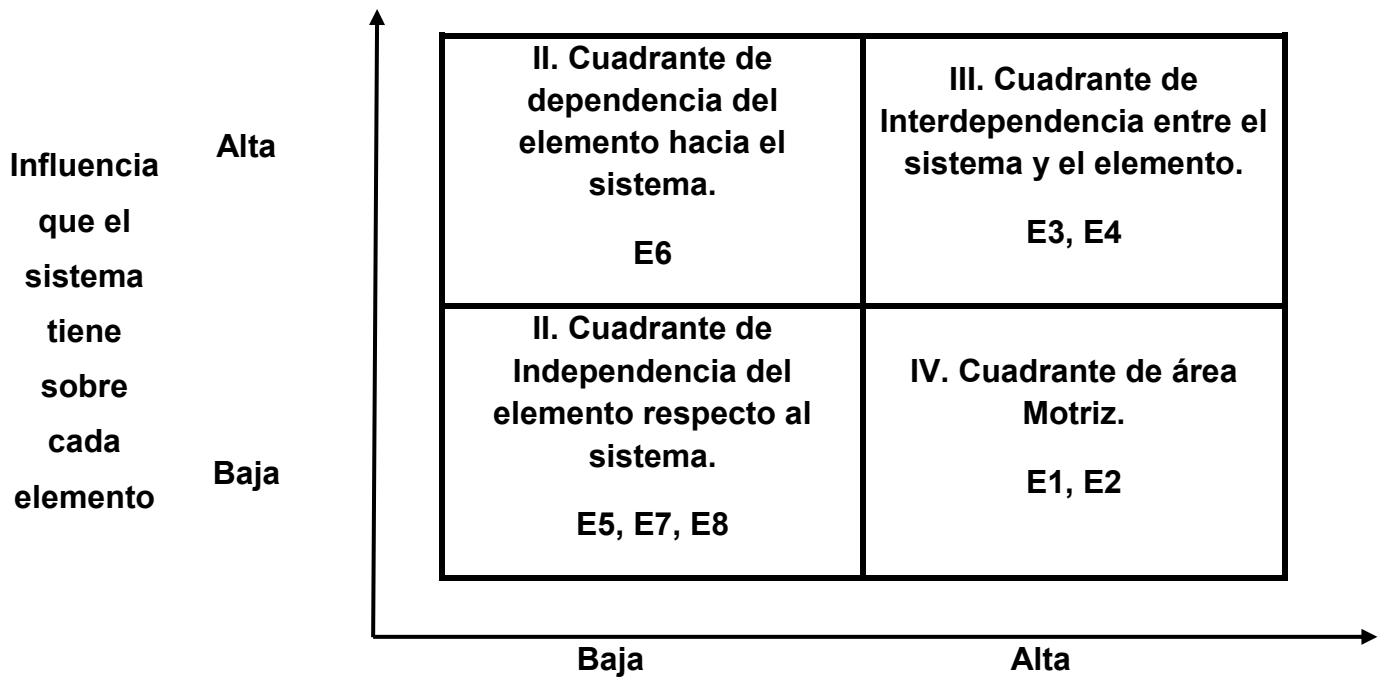 Influencia
que el
sistema
tiene
sobre
cada
elemento
Alta
Baja
II. Cuadrante de
dependencia del
elemento hacia el
sistema.
E6
III. Cuadrante de
Interdependencia entre el
sistema y el elemento.
E3, E4
II. Cuadrante de
Independencia del
elemento respecto al
sistema.
E5, E7, E8
IV. Cuadrante de área
Motriz.
E1, E2
Baja
Alta